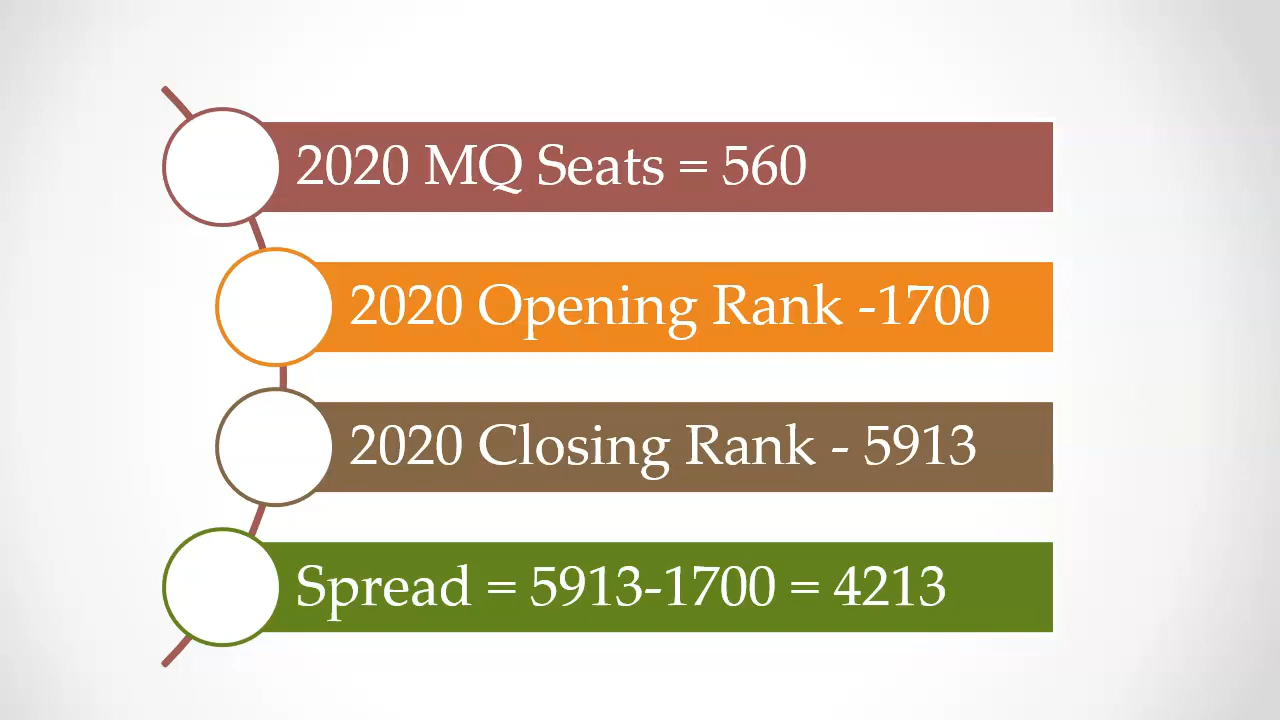 2020 MQ Seats = 560
2020 Opening Rank -1700
2020 Closing Rank - 5913
Spread = 5913-1700 = 4213